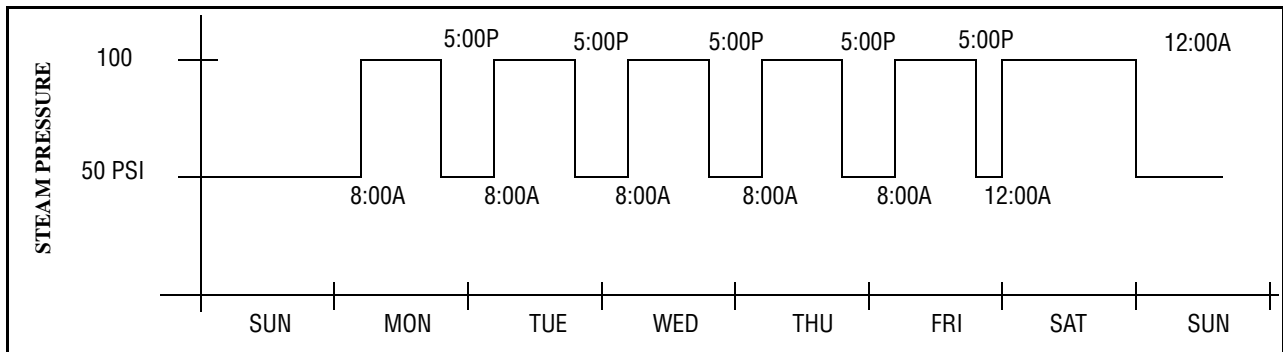 5:00P 5:00P 5:00P 5:00P 5:00P 12:00A
100
STEAM PRESSURE
50 PSI
8:00A 8:00A 8:00A 8:00A 8:00A 12:00A
SUN MON TUE WED THU FRI SAT SUN